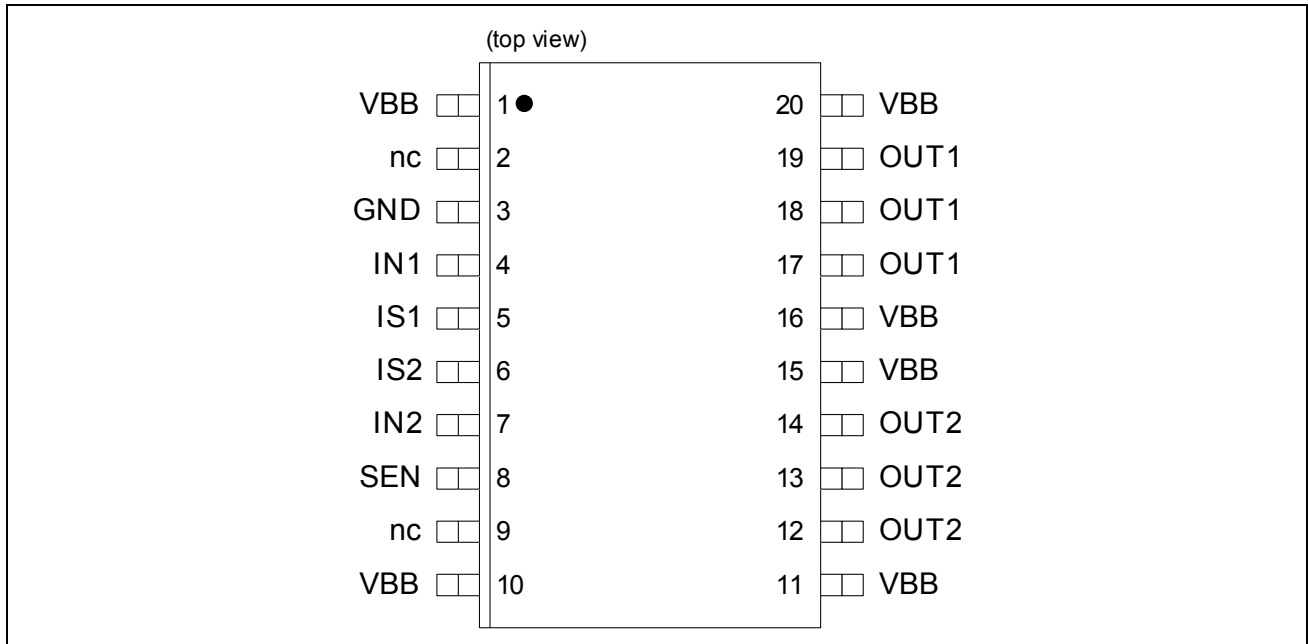 (top view)
VBB 1 20 VBB
nc 2 19 OUT1
GND 3 18 OUT1
IN1 4 17 OUT1
IS1 5 16 VBB
IS2 6 15 VBB
IN2 7 14 OUT2
SEN 8 13 OUT2
nc 9 12 OUT2
VBB 10 11 VBB